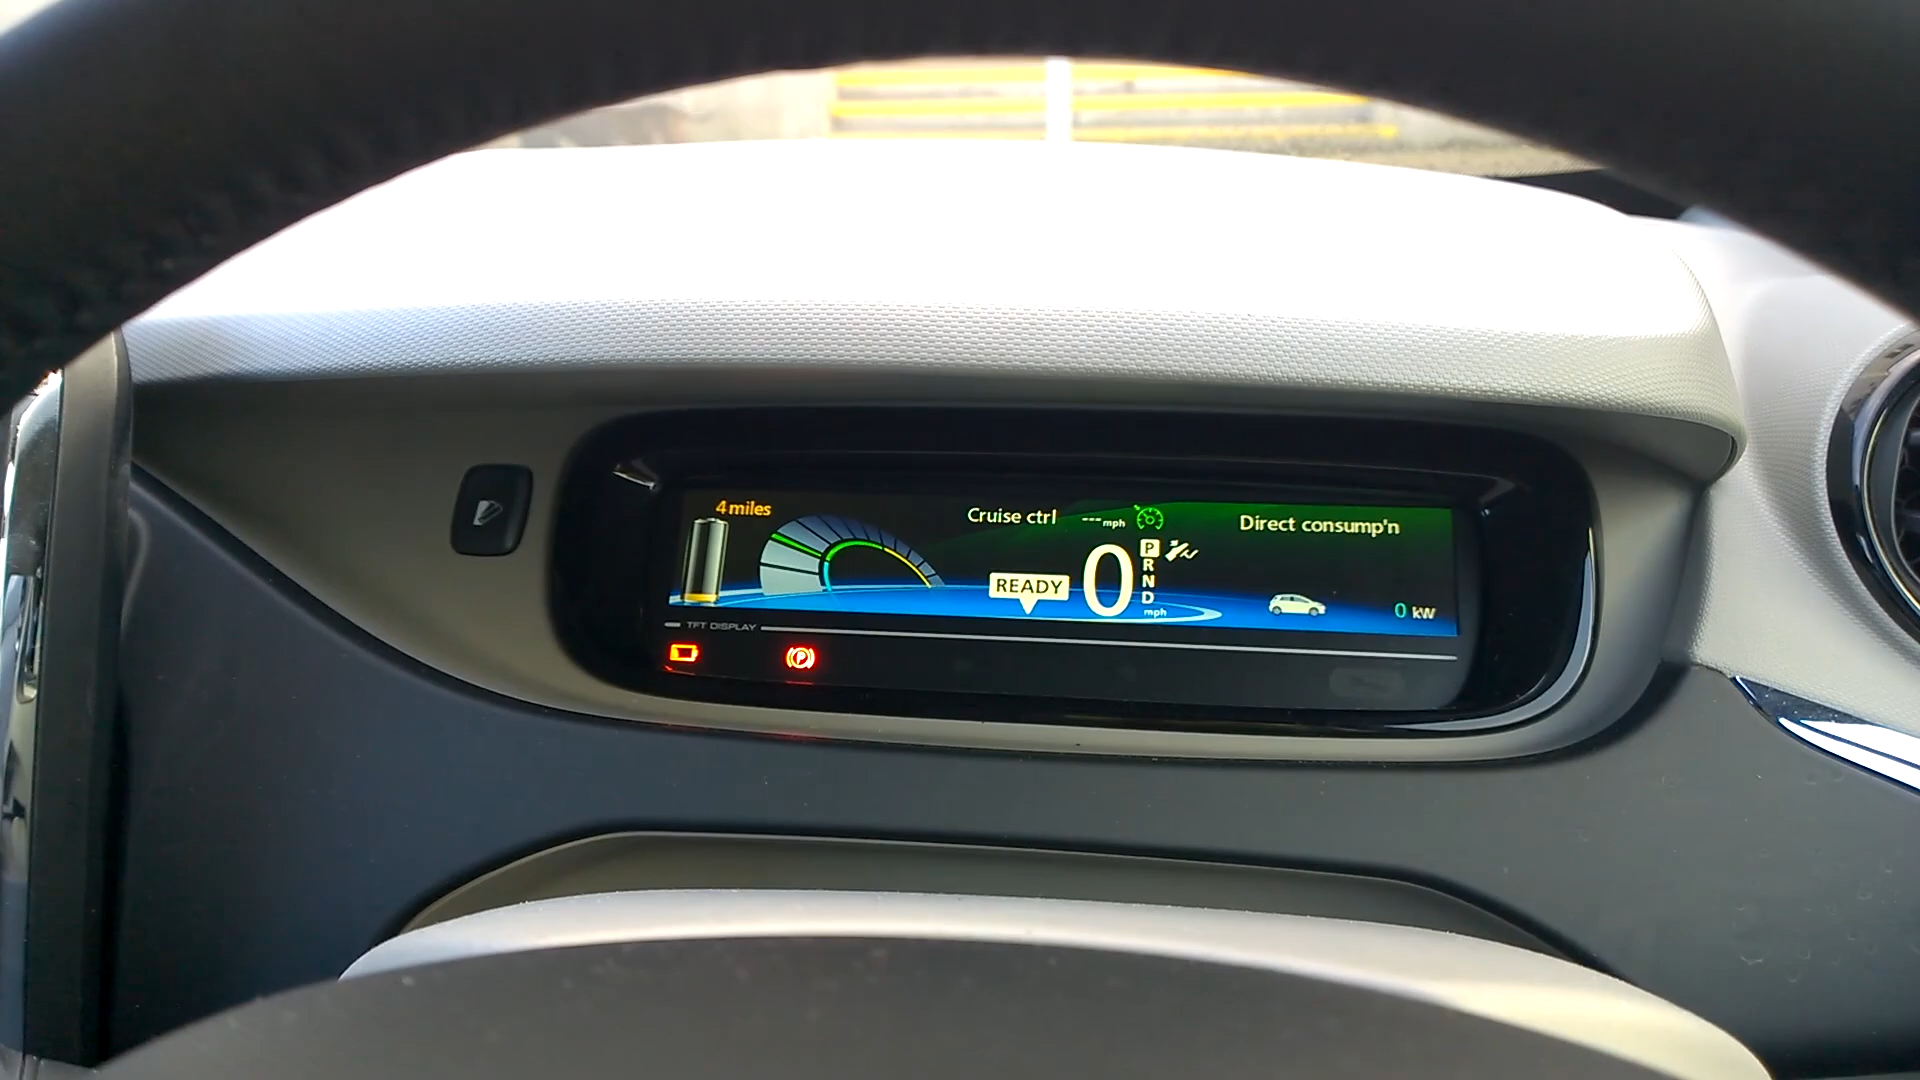 4 miles
Cruise ctrl ---mph
Direct consump'n
READY
0
mph
P
R
N
D
0 kW
TFT DISPLAY
P